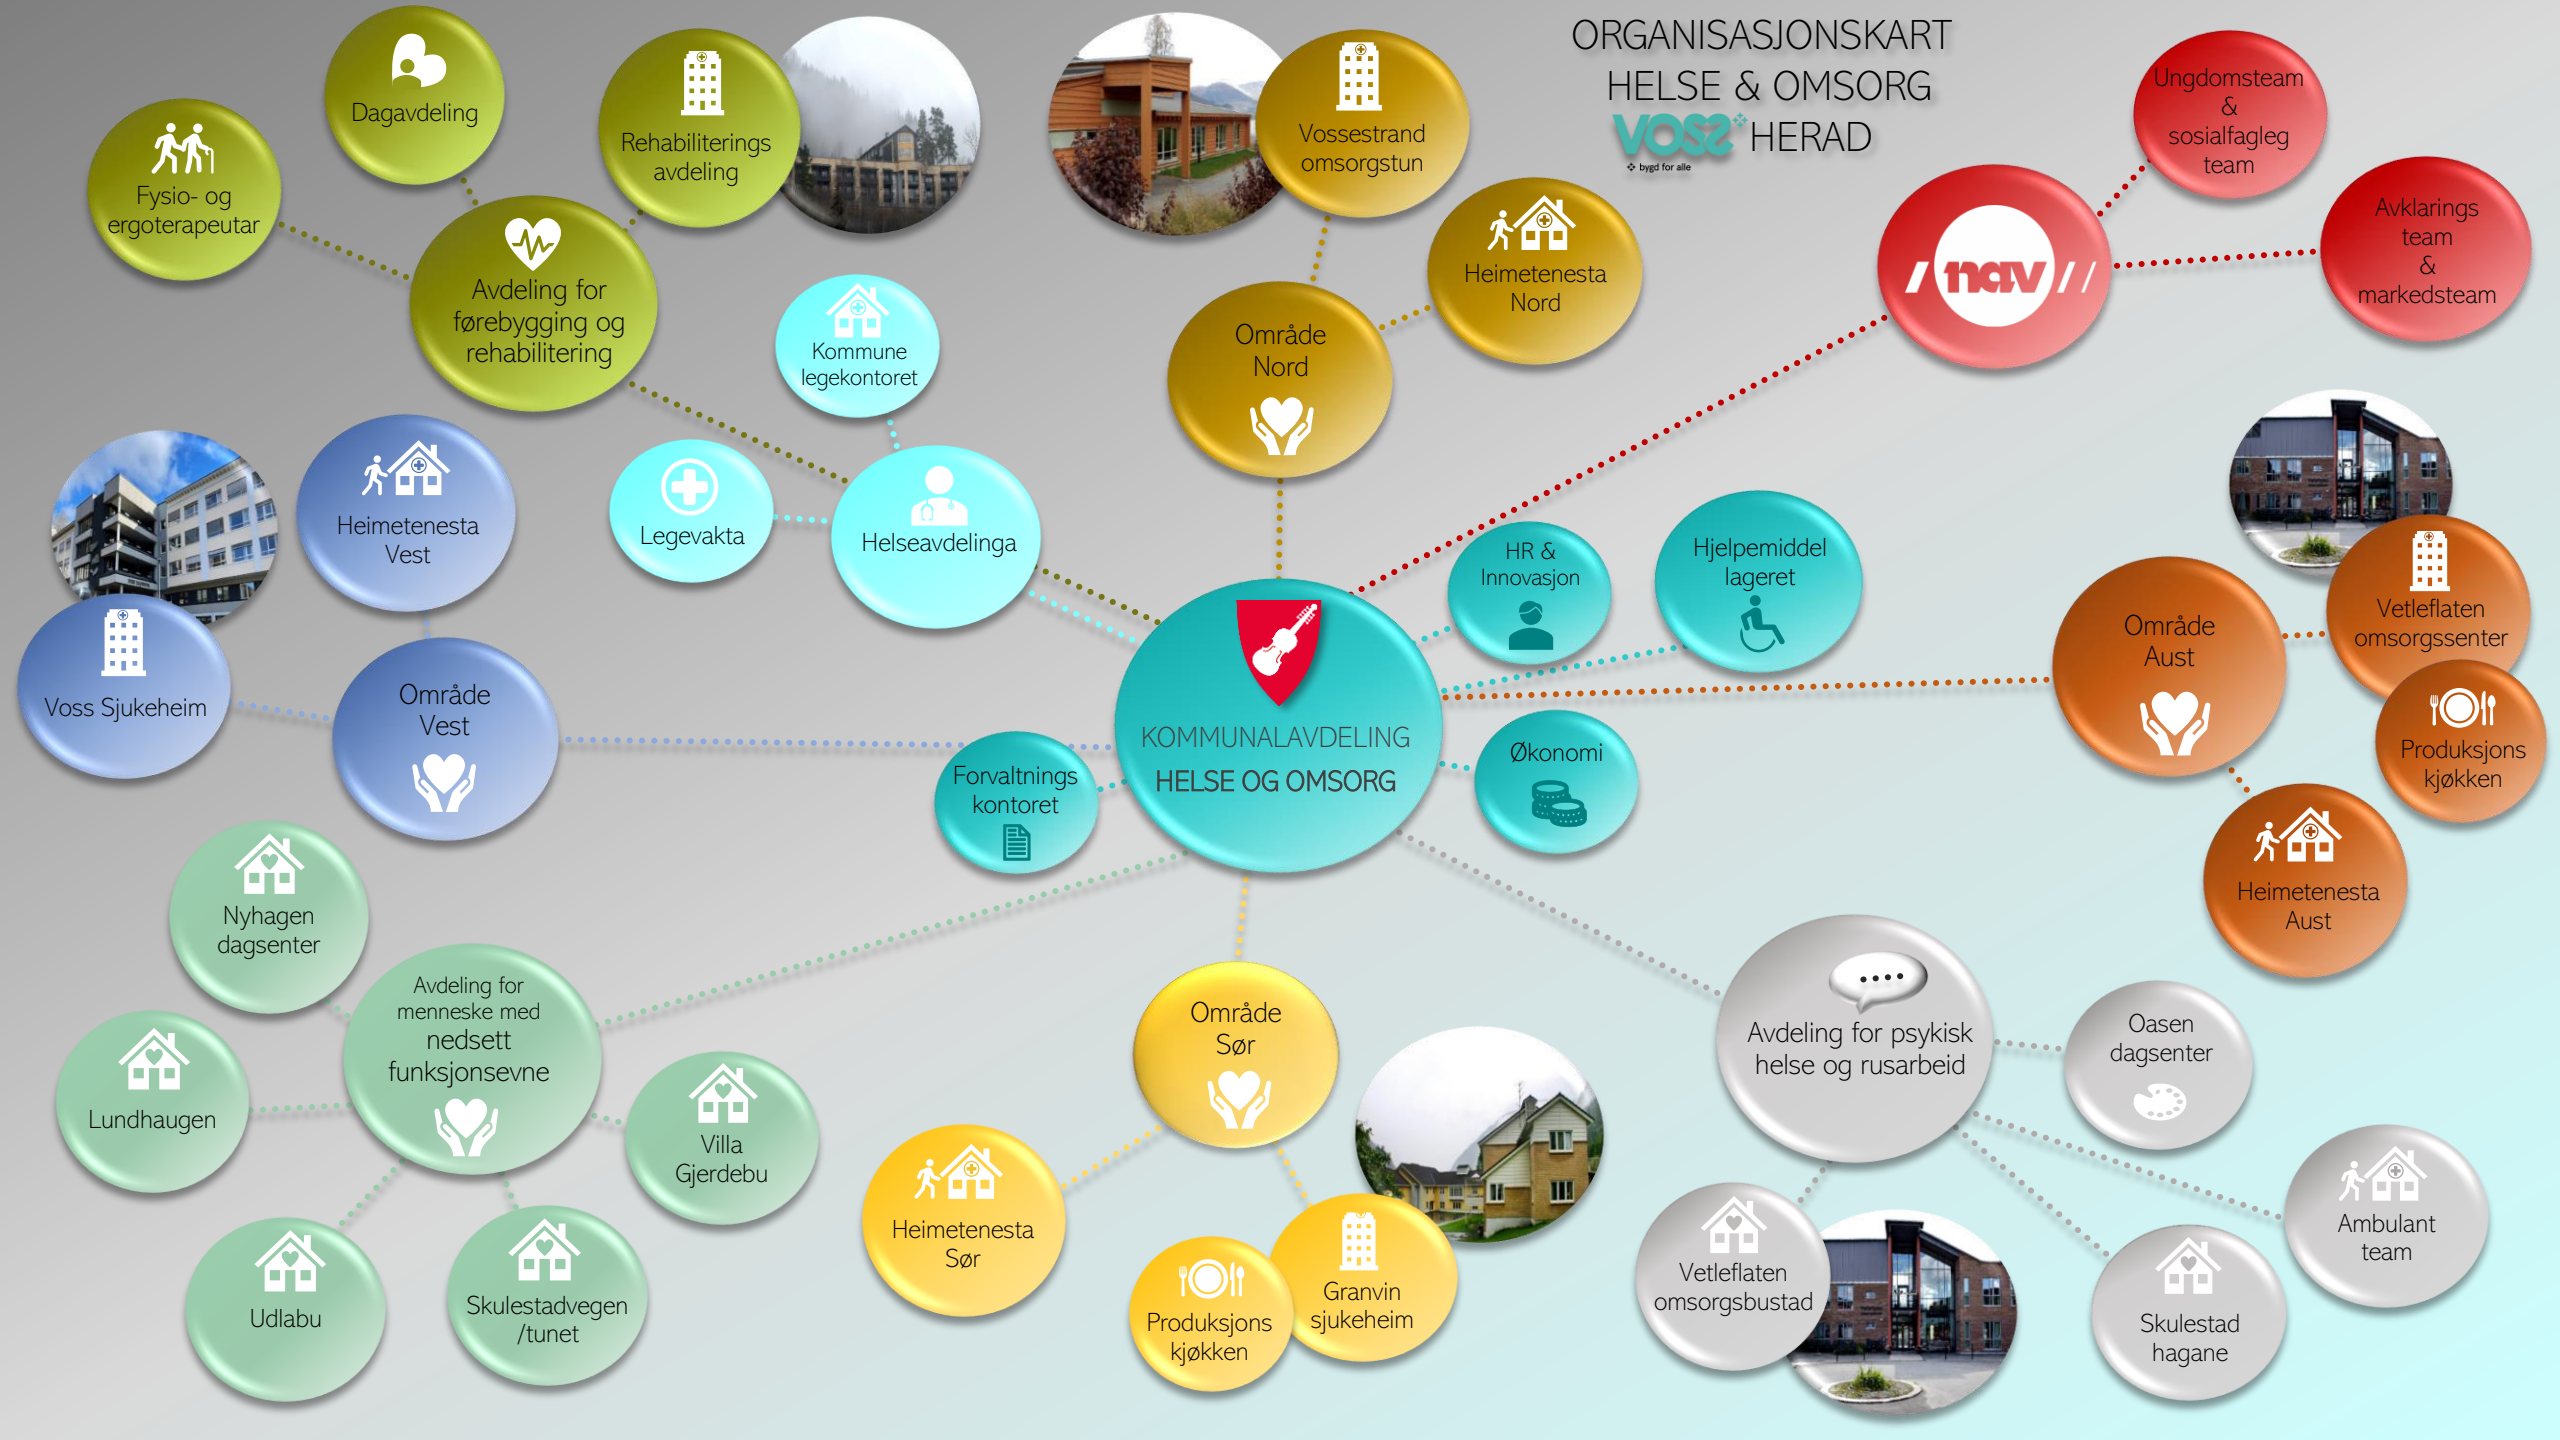 ORGANISASJONSKART
HELSE & OMSORG
VOSS HERAD
bygd for alle
Dagavdeling
Rehabiliterings
avdeling
Fysio- og
ergoterapeutar
Avdeling for
førebygging og
rehabilitering
Kommune
legekontoret
Legevakta
Helseavdelinga
Vossestrand
omsorgstun
Heimetenesta
Nord
Område
Nord
Ungdomsteam
&
sosialfagleg
team
Avklarings
team
&
markedsteam
nav
Heimetenesta
Vest
Voss Sjukeheim
Område
Vest
HR &
Innovasjon
Hjelpemiddel
lageret
KOMMUNALAVDELING
HELSE OG OMSORG
Forvaltnings
kontoret
Økonomi
Område
Aust
Vetleflaten
omsorgssenter
Produksjons
kjøkken
Heimetenesta
Aust
Nyhagen
dagsenter
Avdeling for
menneske med
nedsett
funksjonsevne
Lundhaugen
Villa
Gjerdebu
Udlabu
Skulestadvegen
/tunet
Område
Sør
Heimetenesta
Sør
Produksjons
kjøkken
Granvin
sjukeheim
Avdeling for psykisk
helse og rusarbeid
Oasen
dagsenter
Ambulant
team
Vetleflaten
omsorgsbustad
Skulestad
hagane